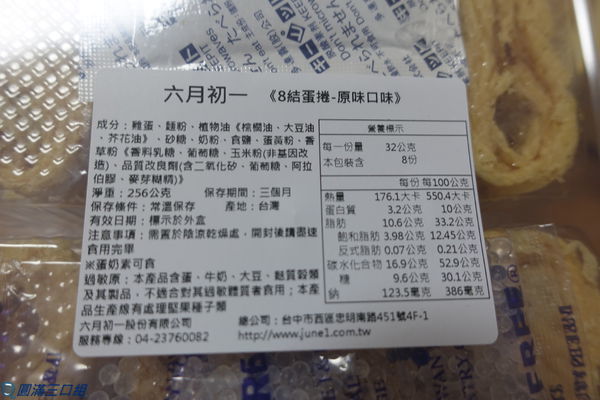 六月初一 《8結蛋捲-原味口味》
成分：雞蛋、麵粉、植物油《棕櫚油、大豆油
、芥花油》、砂糖、奶粉、食鹽、蛋黃粉、香
草粉《香料乳糖、葡萄糖、玉米粉(非基因改
造)、品質改良劑(含二氧化矽、葡萄糖、阿拉
伯膠、麥芽糊精)》
淨重：256公克 保存期間：三個月
保存條件：常溫保存 產地：台灣
有效日期：標示於外盒
注意事項：需置於陰涼乾燥處，開封後請盡速
食用完畢
※蛋奶素可食
過敏原：本產品含蛋、牛奶、大豆、麩質穀類
及其製品，不適合對其過敏體質者食用；本產
品生產線有處理堅果種子類
六月初一股份有限公司 總公司：台中市西區忠明南路451號4F-1
服務專線：04-23760082 http://www.june1.com.tw
營養標示
每一份量 32公克
本包裝含 8份
每份 每100公克
熱量 176.1大卡 550.4大卡
蛋白質 3.2公克 10公克
脂肪 10.6公克 33.2公克
飽和脂肪 3.98公克 12.45公克
反式脂肪 0.07公克 0.21公克
碳水化合物 16.9公克 52.9公克
糖 9.6公克 30.1公克
鈉 123.5毫克 386毫克
圓滿三口組